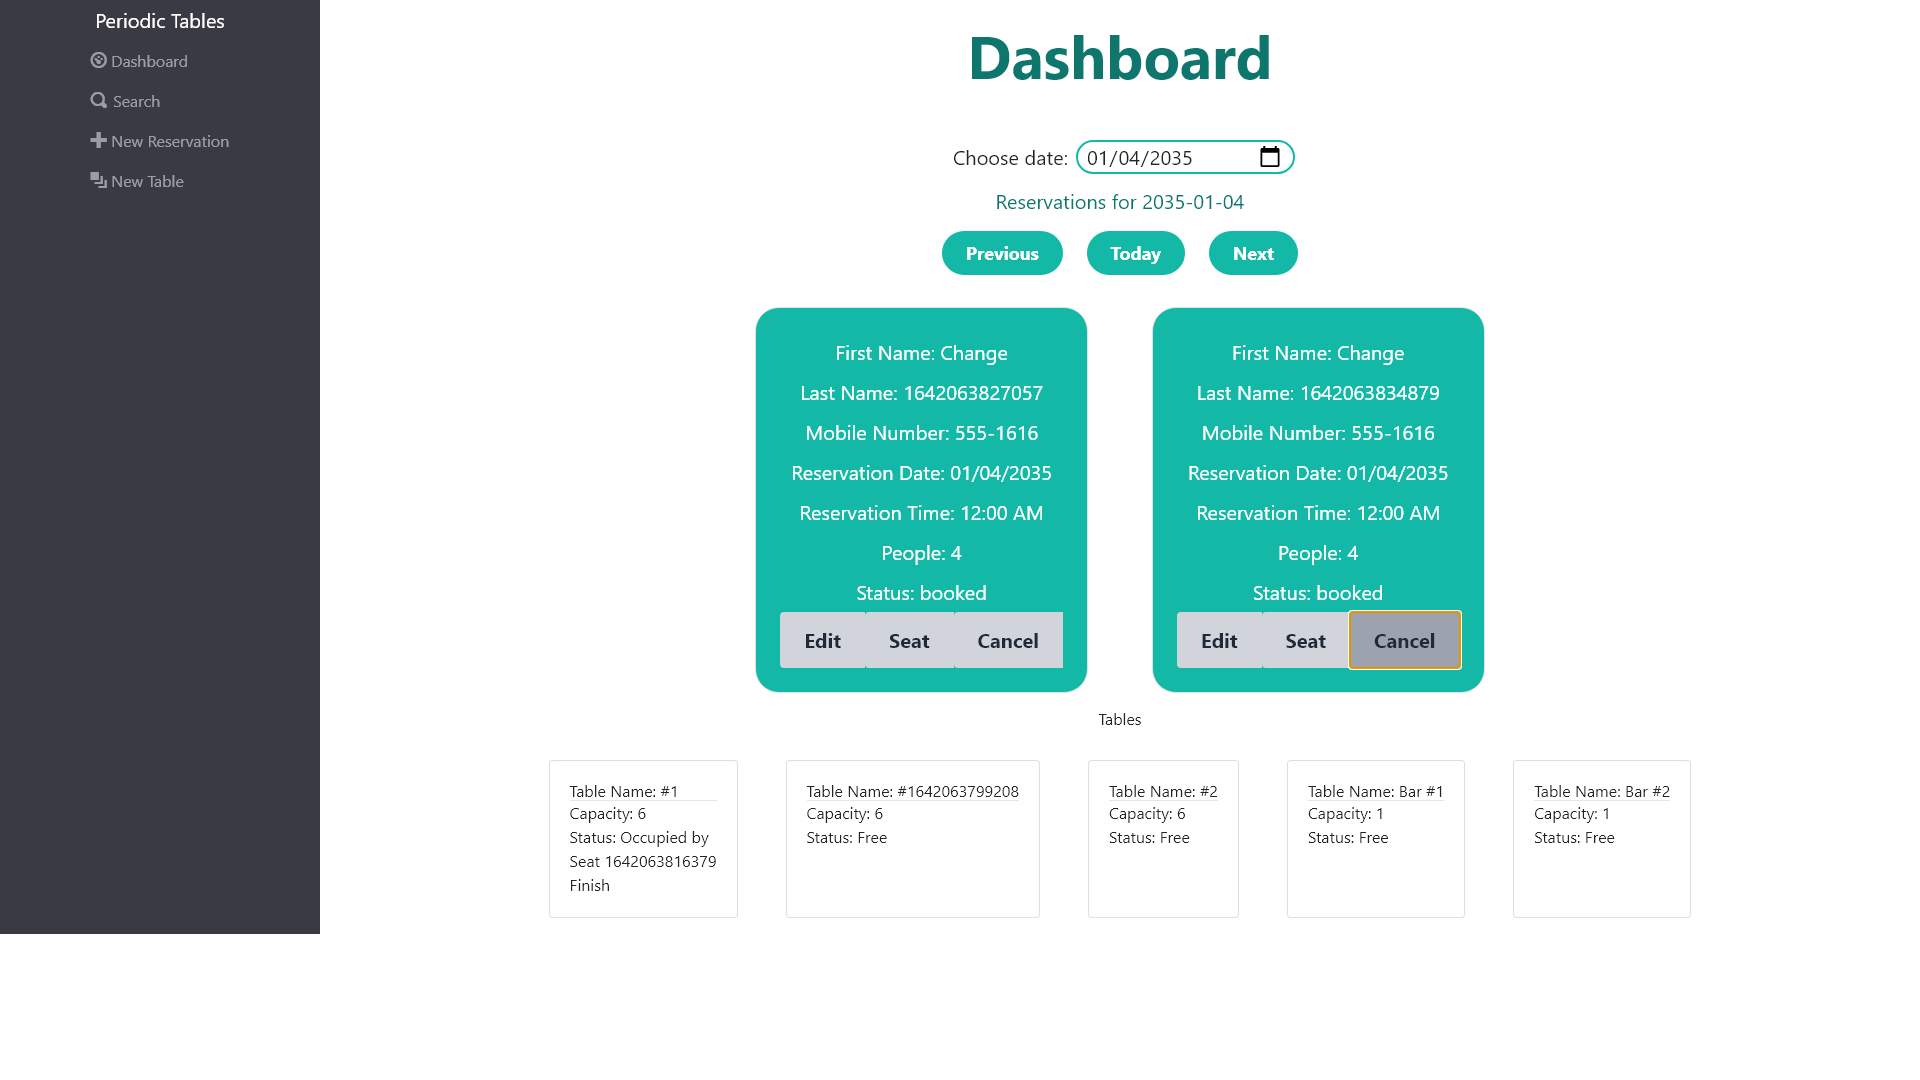 Periodic Tables
Dashboard
Search
New Reservation
New Table
Dashboard
Choose date: 01/04/2035
Reservations for 2035-01-04
Previous Today Next
First Name: Change
Last Name: 1642063827057
Mobile Number: 555-1616
Reservation Date: 01/04/2035
Reservation Time: 12:00 AM
People: 4
Status: booked
Edit Seat Cancel
First Name: Change
Last Name: 1642063834879
Mobile Number: 555-1616
Reservation Date: 01/04/2035
Reservation Time: 12:00 AM
People: 4
Status: booked
Edit Seat Cancel
Tables
Table Name: #1
Capacity: 6
Status: Occupied by
Seat 1642063816379
Finish
Table Name: #1642063799208
Capacity: 6
Status: Free
Table Name: #2
Capacity: 6
Status: Free
Table Name: Bar #1
Capacity: 1
Status: Free
Table Name: Bar #2
Capacity: 1
Status: Free